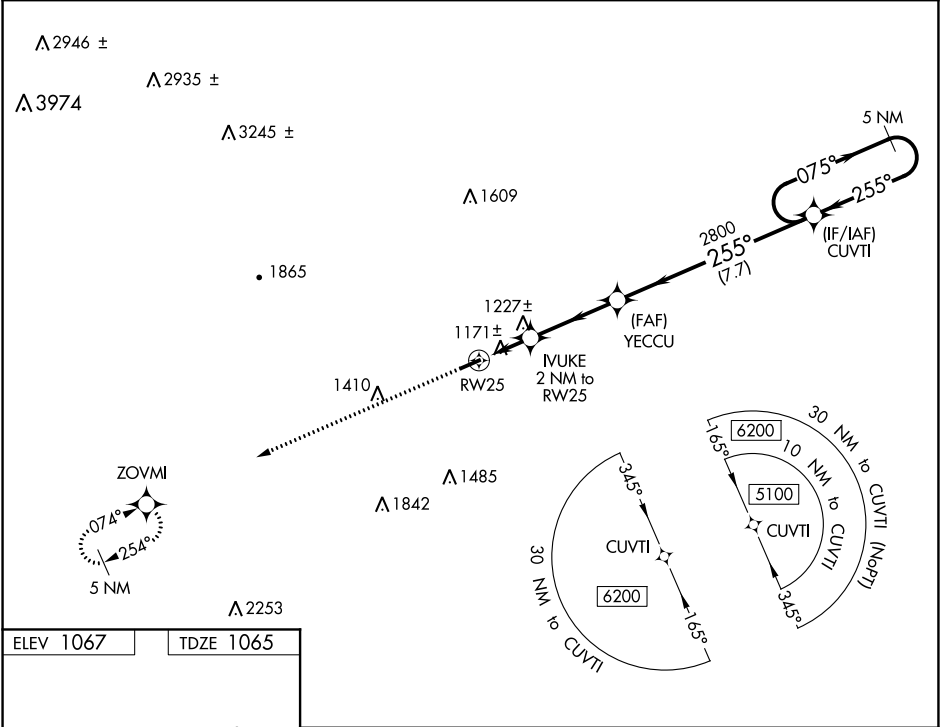 2946 ±
2935 ±
3974
3245 ±
5 NM
075°
255°
1609
(IF/IAF)
CUVTI
2800
255°
(7.7)
1865
1227±
(FAF)
YECCU
1171±
IVUKE
2 NM to
RW25
RW25
1410
30 NM to CUVTI (NoPT)
165°
6200
10 NM to CUVTI
5100
CUVTI
345°
ZOVMI
074°
254°
5 NM
1485
1842
345°
CUVTI
6200
165°
30 NM to CUVTI
2253
ELEV 1067
TDZE 1065